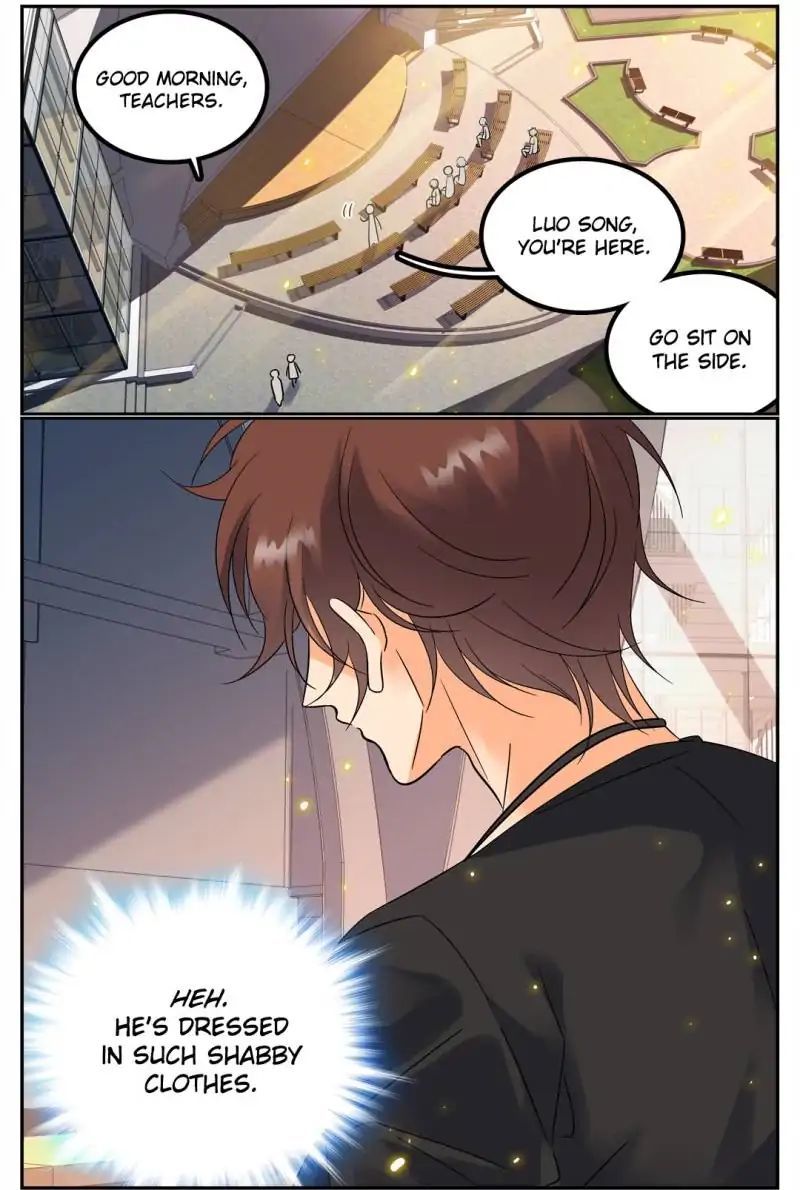 GOOD MORNING,
TEACHERS.
LUO SONG,
YOU'RE HERE.
GO SIT ON
THE SIDE.
HEH.
HE'S DRESSED
IN SUCH SHABBY
CLOTHES.